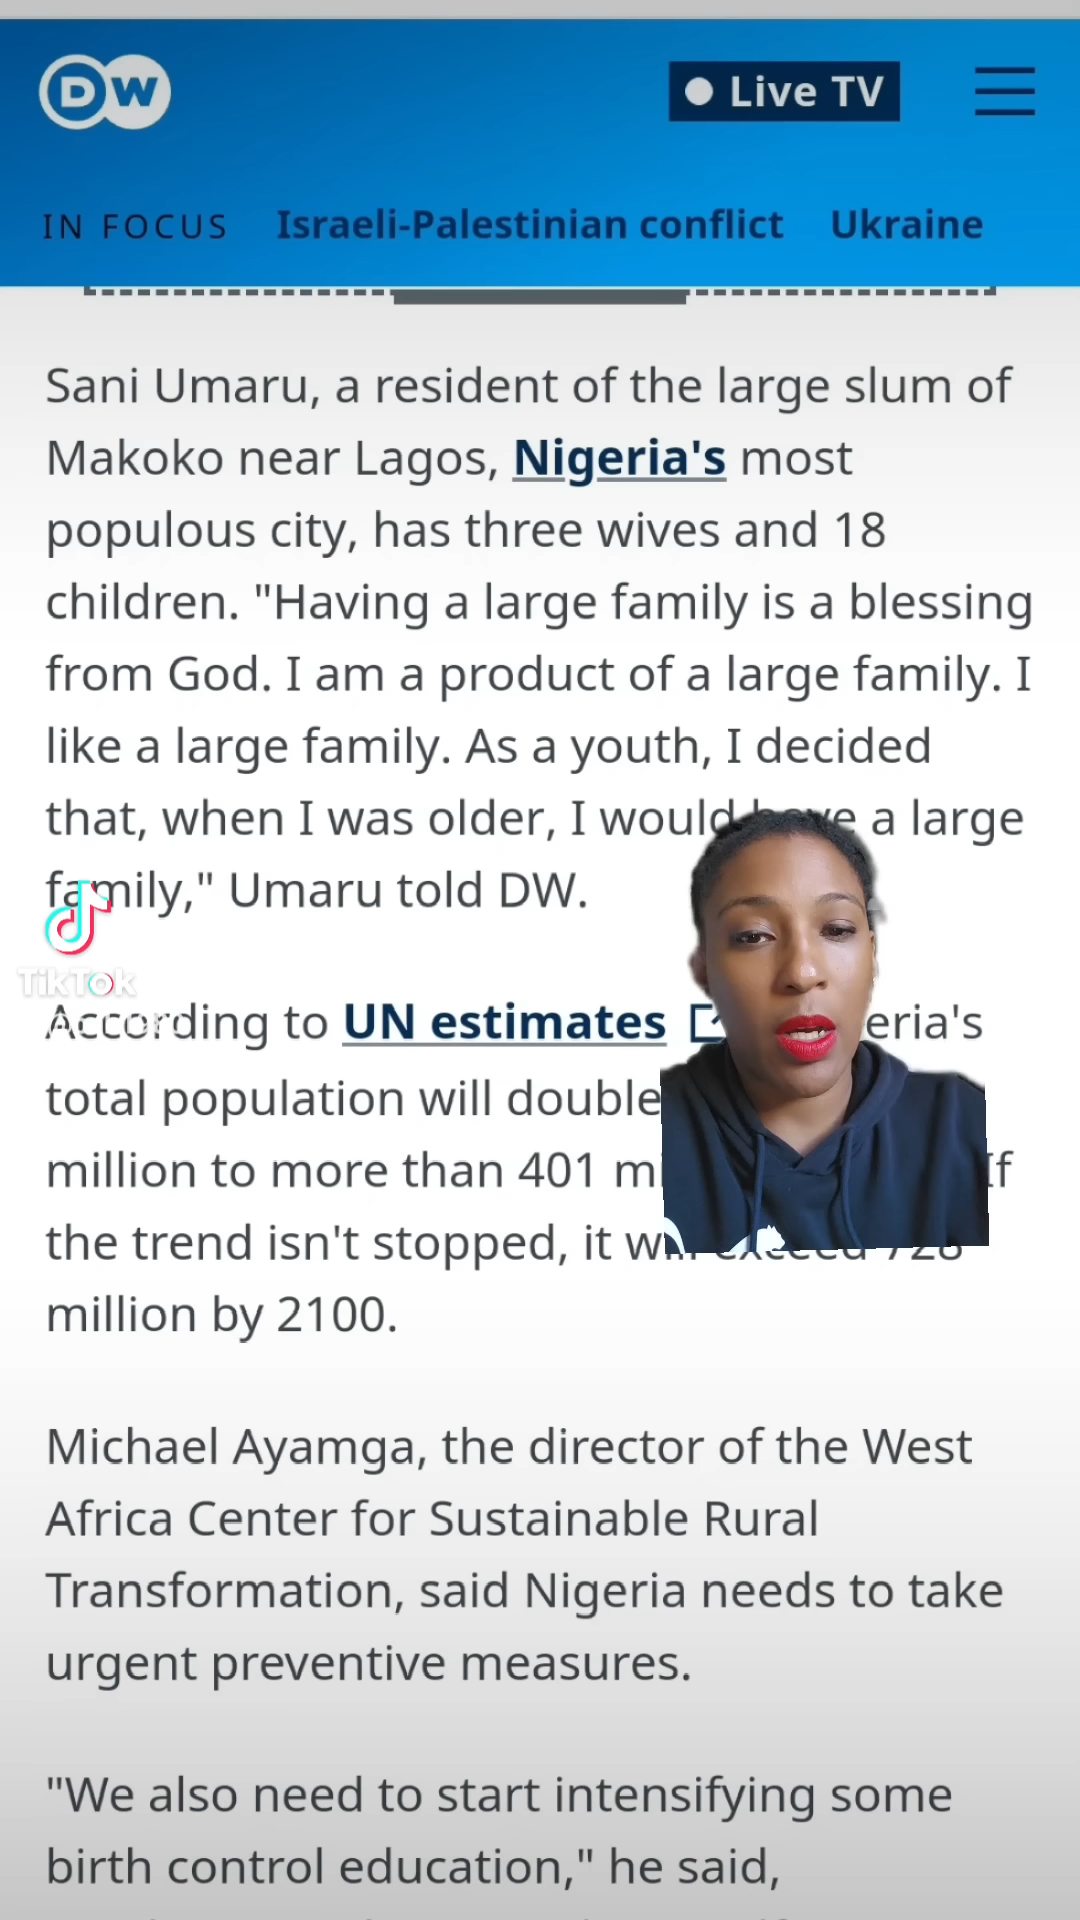 DW
Live TV
IN FOCUS Israeli-Palestinian conflict Ukraine
Sani Umaru, a resident of the large slum of
Makoko near Lagos, Nigeria's most
populous city, has three wives and 18
children. "Having a large family is a blessing
from God. I am a product of a large family. I
like a large family. As a youth, I decided
that, when I was older, I would have a large
family," Umaru told DW.
TikTok
According to UN estimates eria's
total population will double
million to more than 401 If
the trend isn't stopped, it will exceed 728
million by 2100.
Michael Ayamga, the director of the West
Africa Center for Sustainable Rural
Transformation, said Nigeria needs to take
urgent preventive measures.
"We also need to start intensifying some
birth control education," he said,